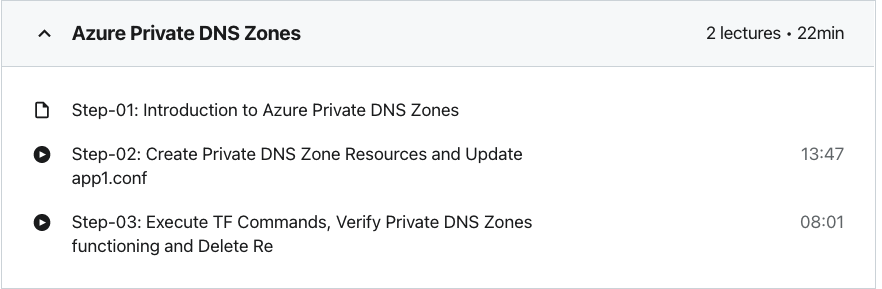 Azure Private DNS Zones 2 lectures • 22min
Step-01: Introduction to Azure Private DNS Zones
Step-02: Create Private DNS Zone Resources and Update 13:47
app1.conf
Step-03: Execute TF Commands, Verify Private DNS Zones 08:01
functioning and Delete Re